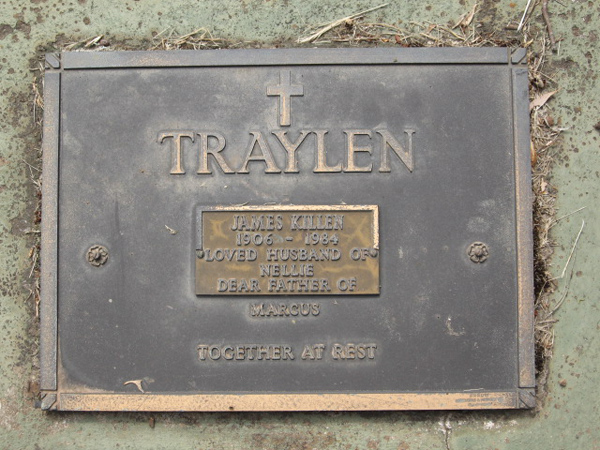 TRAYLEN
JAMES KILLEN
1906 - 1984
LOVED HUSBAND OF
NELLIE
DEAR FATHER OF
MARCUS
TOGETHER AT REST